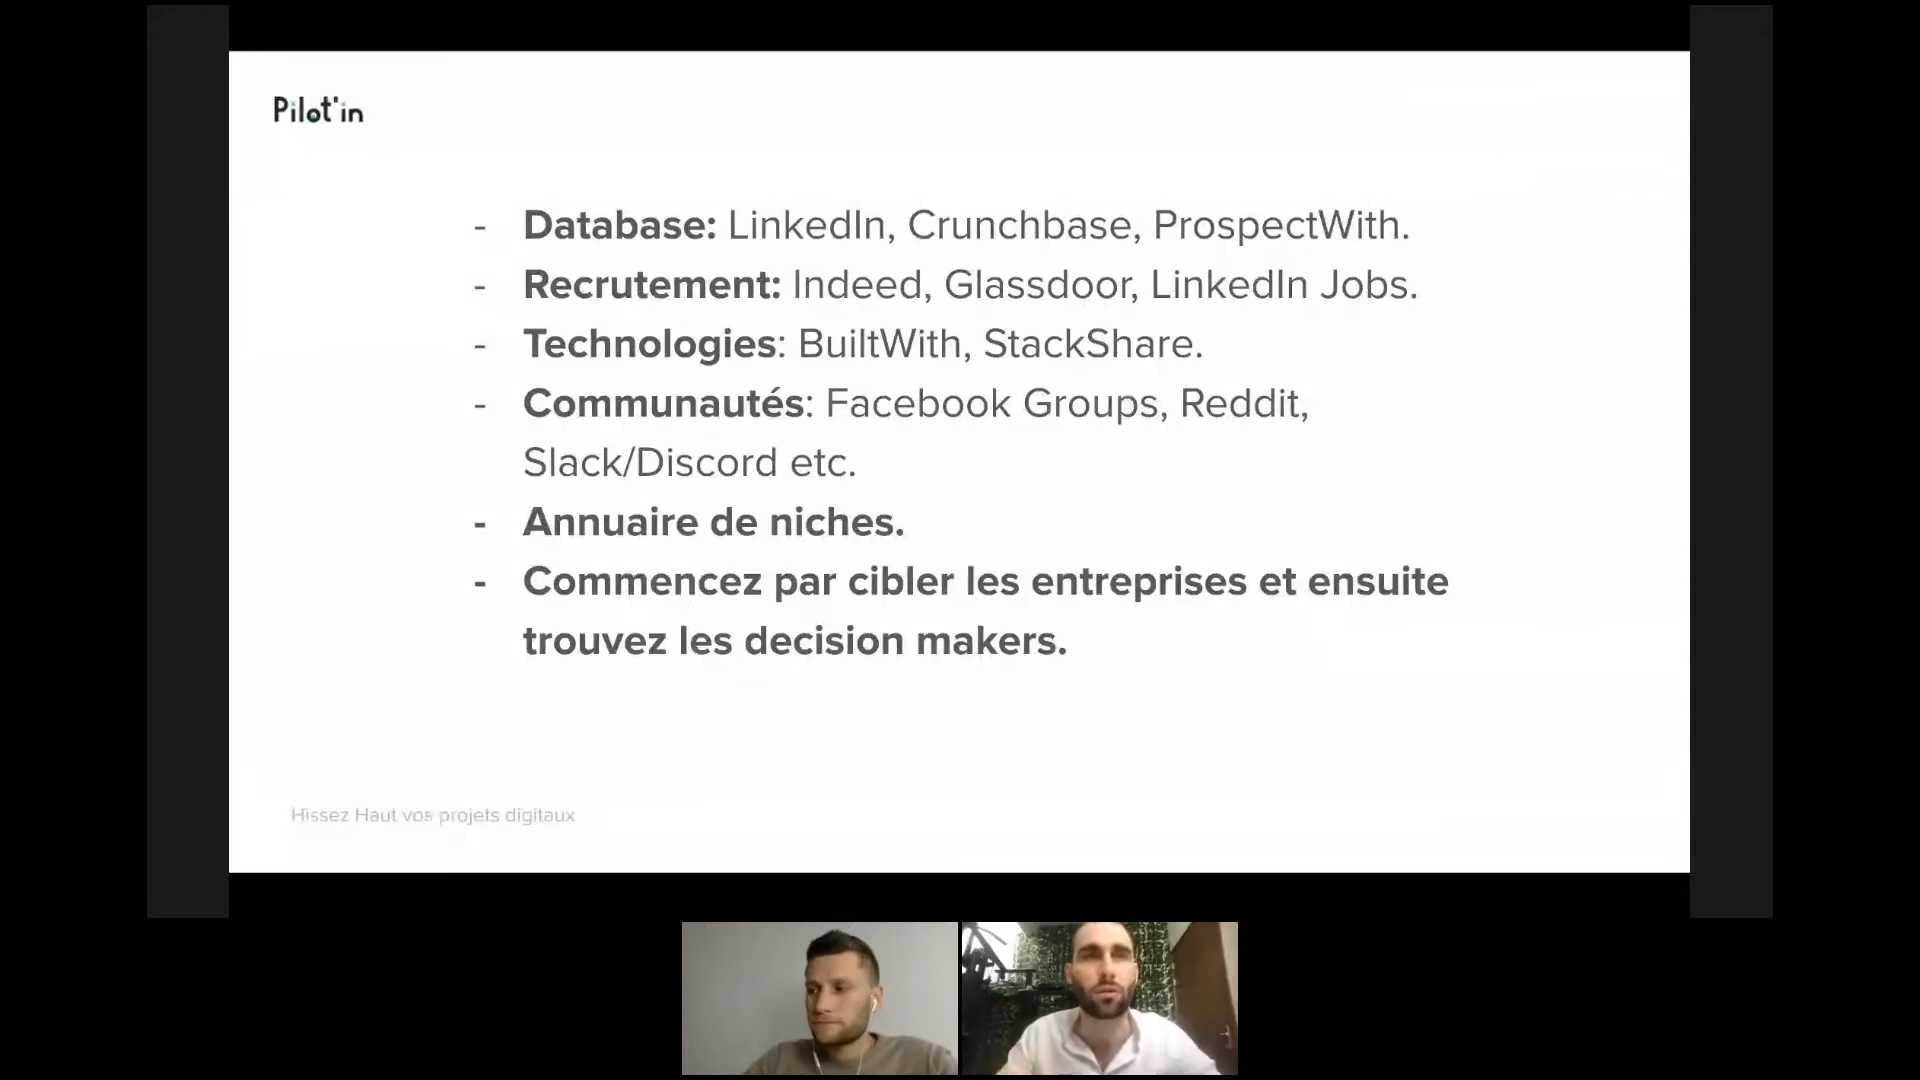 Pilot'in
- Database: LinkedIn, Crunchbase, ProspectWith.
- Recrutement: Indeed, Glassdoor, LinkedIn Jobs.
- Technologies: BuiltWith, StackShare.
- Communautés: Facebook Groups, Reddit,
Slack/Discord etc.
- Annuaire de niches.
- Commencez par cibler les entreprises et ensuite
trouvez les decision makers.
Hissez Haut vos projets digitaux